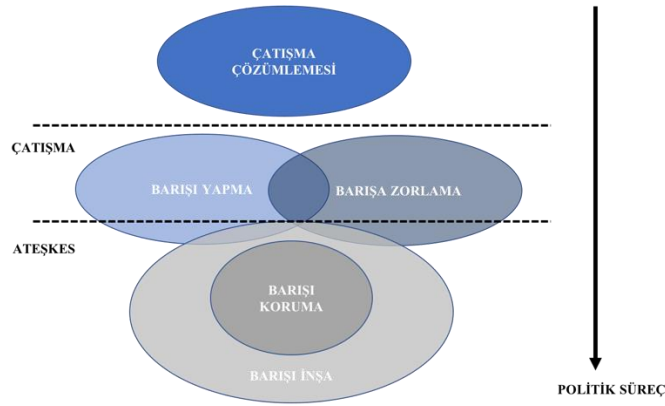 ÇATIŞMA
ÇÖZÜMLEMESİ
ÇATIŞMA
BARIŞI YAPMA
BARIŞA ZORLAMA
ATEŞKES
BARIŞI
KORUMA
BARIŞI İNŞA
POLİTİK SÜREÇ